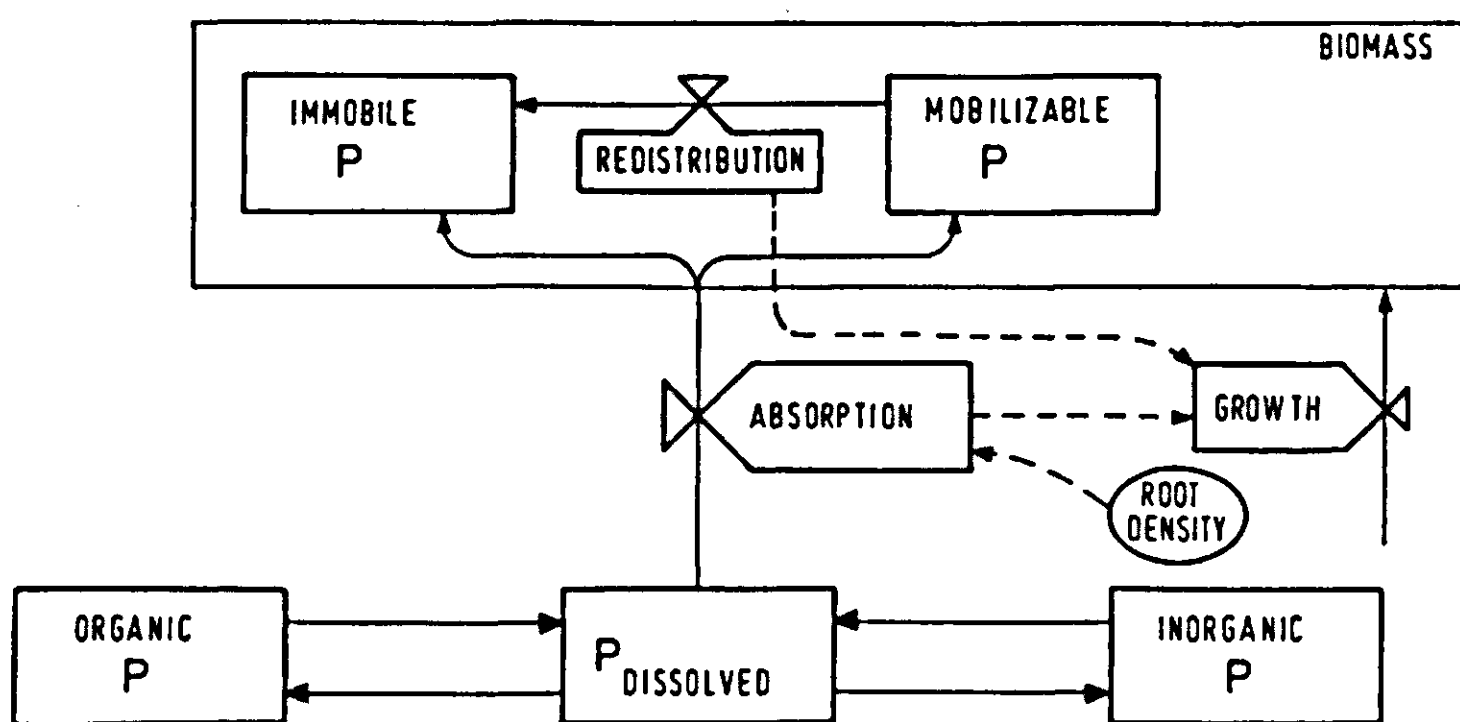 BIOMASS
IMMOBILE
P
MOBILIZABLE
P
REDISTRIBUTION
ABSORPTION
GROWTH
ROOT
DENSITY
ORGANIC
P
P DISSOLVED
INORGANIC
P